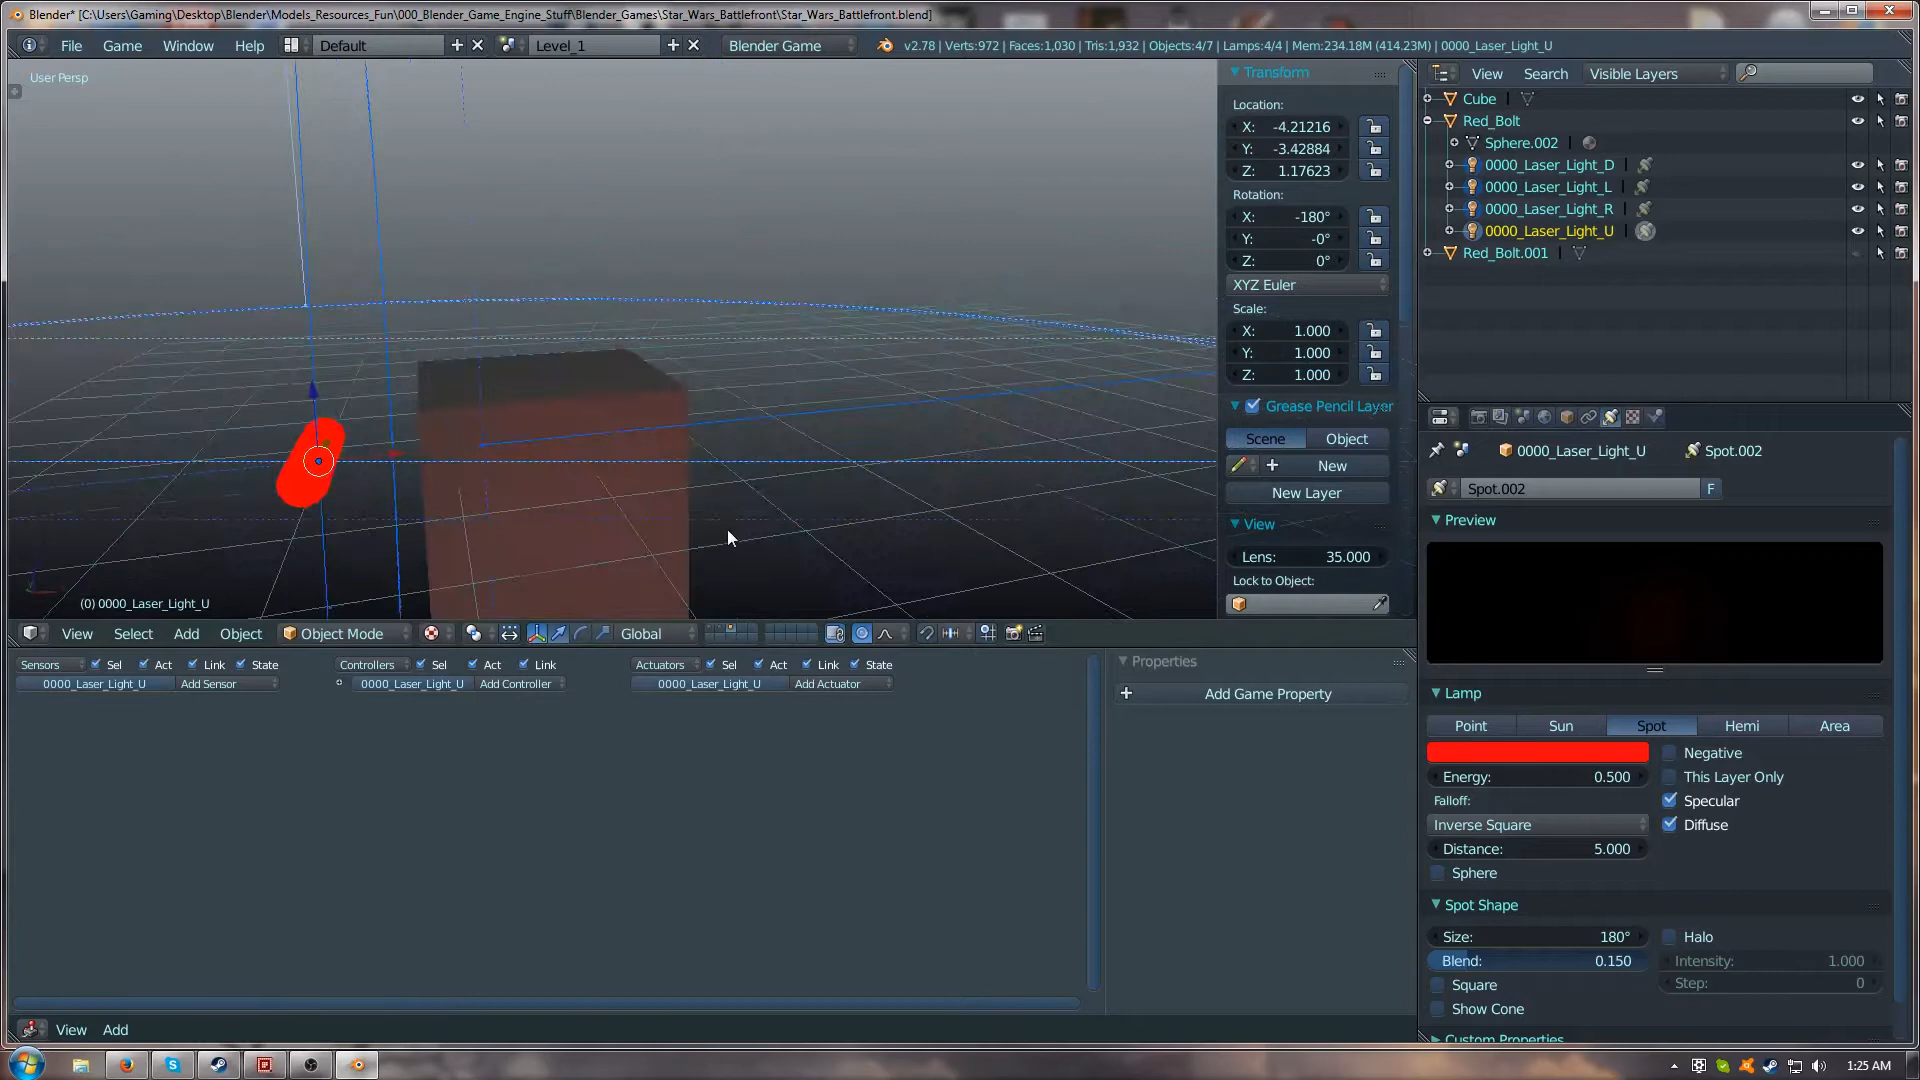 Blender* [C:\Users\Gaming\Desktop\Blender\Models_Resources_Fun\000_Blender_Game_Engine_Stuff\Blender_Games\Star_Wars_Battlefront\Star_Wars_Battlefront.blend]
File Game Window Help Default Level_1 Blender Game v2.78 | Verts:972 | Faces:1,030 | Tris:1,932 | Objects:4/7 | Lamps:4/4 | Mem:234.18M (414.23M) | 0000_Laser_Light_U
User Persp
(0) 0000_Laser_Light_U
Transform
Location:
X: -4.21216
Y: -3.42884
Z: 1.17623
Rotation:
X: -180°
Y: -0°
Z: 0°
XYZ Euler
Scale:
X: 1.000
Y: 1.000
Z: 1.000
Grease Pencil Layer
Scene Object
New
New Layer
View
Lens: 35.000
Lock to Object:
View Search Visible Layers
Cube
Red_Bolt
Sphere.002
0000_Laser_Light_D
0000_Laser_Light_L
0000_Laser_Light_R
0000_Laser_Light_U
Red_Bolt.001
0000_Laser_Light_U Spot.002
Spot.002 F
Preview
Lamp
Point Sun Spot Hemi Area
Negative
Energy: 0.500 This Layer Only
Falloff: Specular
Inverse Square Diffuse
Distance: 5.000
Sphere
Spot Shape
Size: 180° Halo
Blend: 0.150 Intensity: 1.000
Square Step: 0
Show Cone
Custom Properties
View Select Add Object Object Mode Global
Sensors Sel Act Link State Controllers Sel Act Link Actuators Sel Act Link State
0000_Laser_Light_U Add Sensor 0000_Laser_Light_U Add Controller 0000_Laser_Light_U Add Actuator
Properties
Add Game Property
View Add
1:25 AM